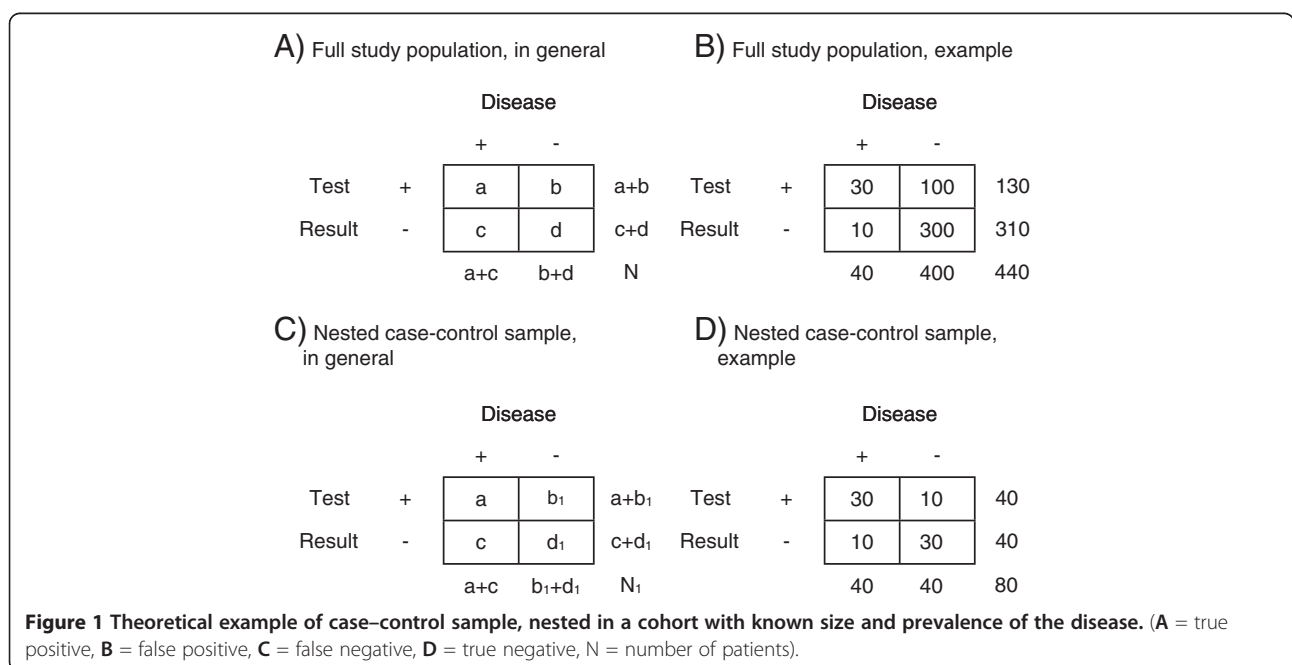 A) Full study population, in general
B) Full study population, example
Disease
Disease
+ -
+ -
Test + a b a+b
Test + 30 100 130
Result - c d c+d
Result - 10 300 310
a+c b+d N
40 400 440
C) Nested case-control sample,
in general
D) Nested case-control sample,
example
Disease
Disease
+ -
+ -
Test + a b₁ a+b₁
Test + 30 10 40
Result - c d₁ c+d₁
Result - 10 30 40
a+c b₁+d₁ N₁
40 40 80
Figure 1 Theoretical example of case–control sample, nested in a cohort with known size and prevalence of the disease. (A = true
positive, B = false positive, C = false negative, D = true negative, N = number of patients).